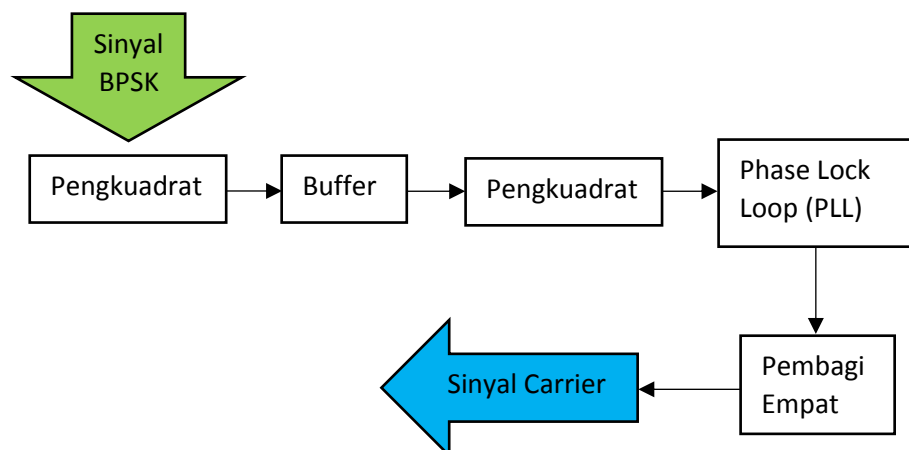 Sinyal
BPSK
Pengkuadrat
Buffer
Pengkuadrat
Phase Lock
Loop (PLL)
Pembagi
Empat
Sinyal Carrier